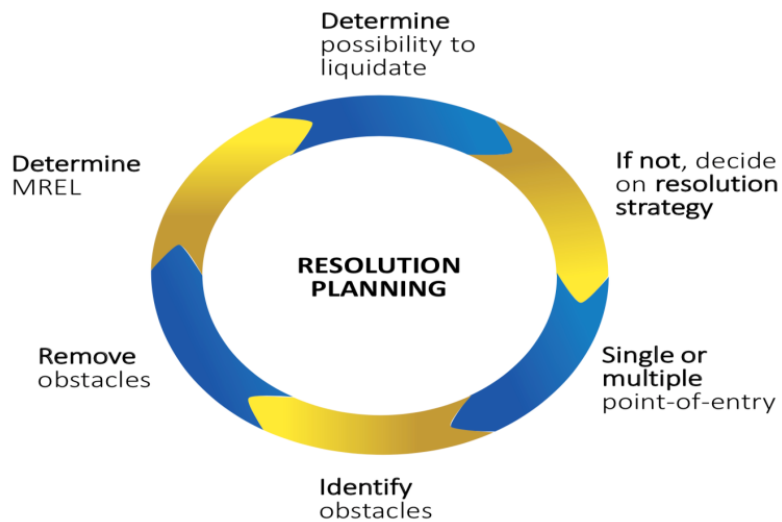 Determine
possibility to
liquidate
If not, decide
on resolution
strategy
Single or
multiple
point-of-entry
Identify
obstacles
Remove
obstacles
Determine
MREL
RESOLUTION
PLANNING